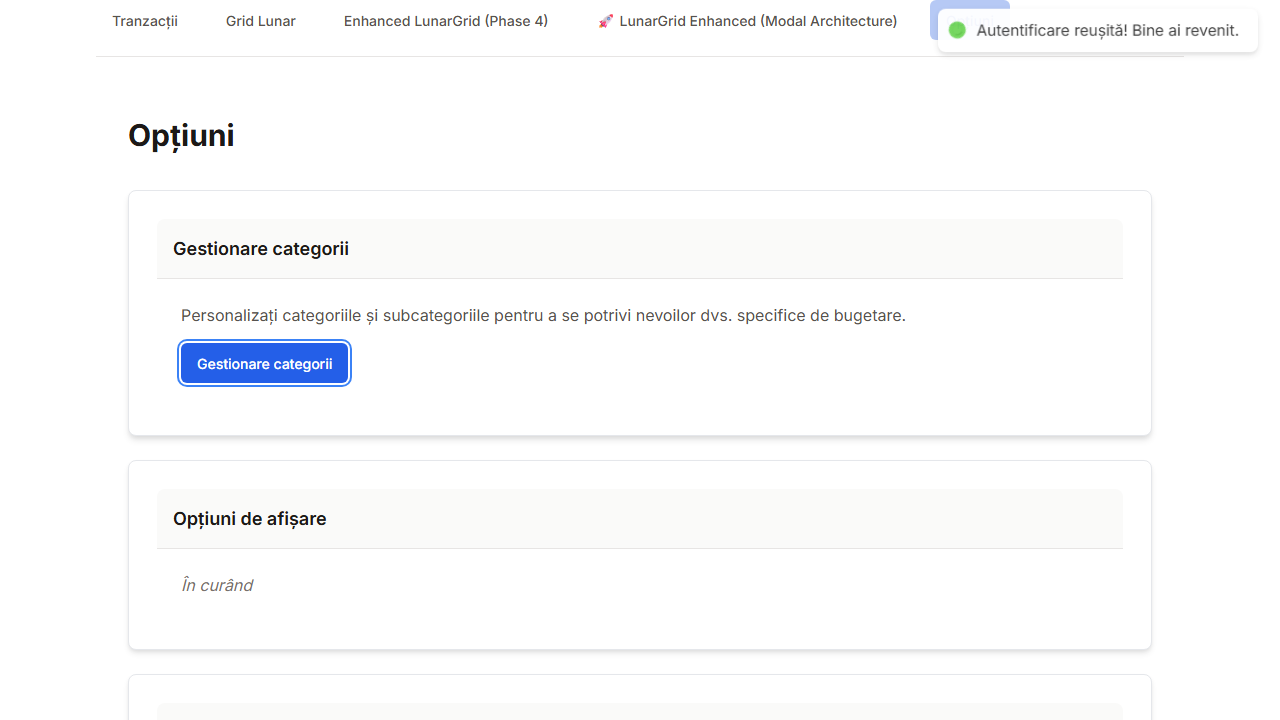 Tranzacții
Grid Lunar
Enhanced LunarGrid (Phase 4)
🚀 LunarGrid Enhanced (Modal Architecture)
Autentificare reușită! Bine ai revenit.
Opțiuni
Gestionare categorii
Personalizați categoriile și subcategoriile pentru a se potrivi nevoilor dvs. specifice de bugetare.
Gestionare categorii
Opțiuni de afișare
În curând